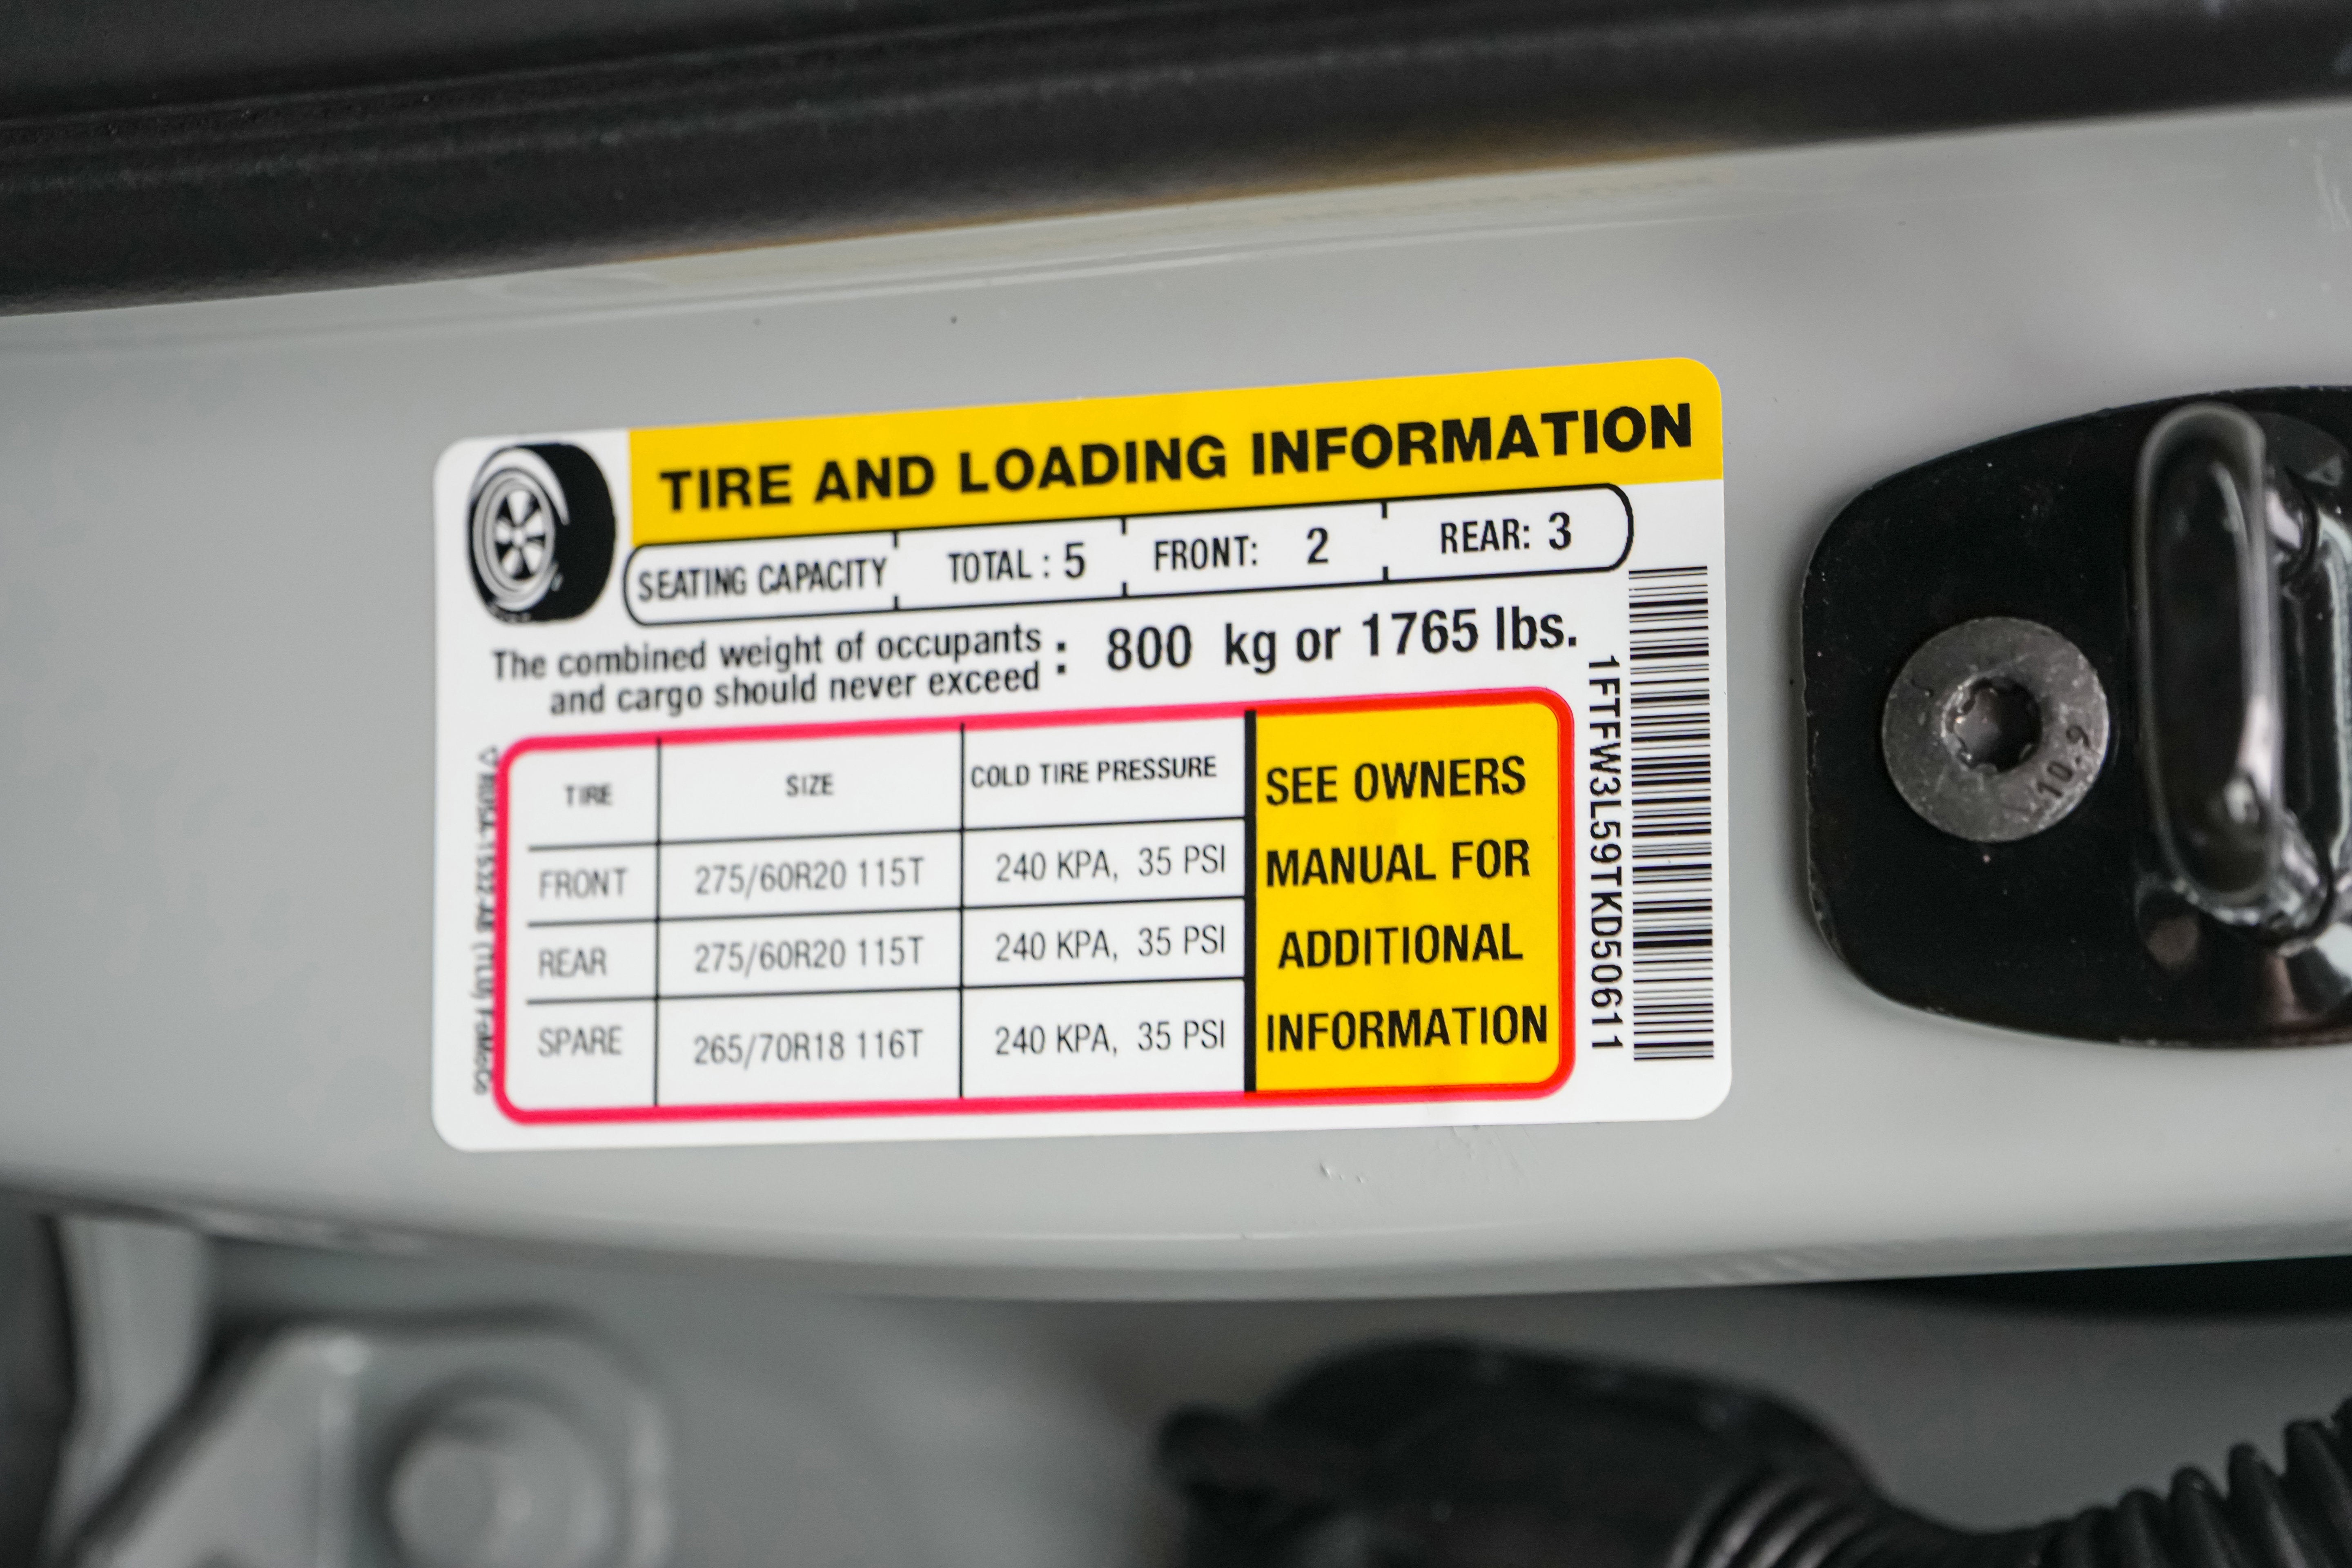 TIRE AND LOADING INFORMATION
SEATING CAPACITY TOTAL : 5 FRONT: 2 REAR: 3
The combined weight of occupants
and cargo should never exceed : 800 kg or 1765 lbs.
TIRE SIZE COLD TIRE PRESSURE
FRONT 275/60R20 115T 240 KPA, 35 PSI
REAR 275/60R20 115T 240 KPA, 35 PSI
SPARE 265/70R18 116T 240 KPA, 35 PSI
SEE OWNERS
MANUAL FOR
ADDITIONAL
INFORMATION
1FTFW3L59TKD50611
10.9